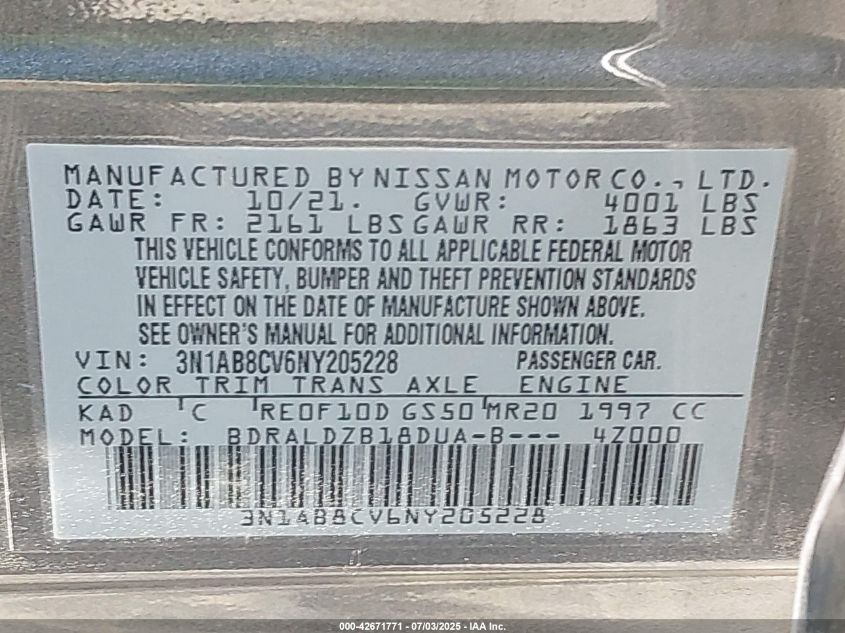 MANUFACTURED BY NISSAN MOTOR CO., LTD.
DATE: 10/21. GVWR: 4001 LBS
GAWR FR: 2161 LBS GAWR RR: 1863 LBS
THIS VEHICLE CONFORMS TO ALL APPLICABLE FEDERAL MOTOR
VEHICLE SAFETY, BUMPER AND THEFT PREVENTION STANDARDS
IN EFFECT ON THE DATE OF MANUFACTURE SHOWN ABOVE.
SEE OWNER'S MANUAL FOR ADDITIONAL INFORMATION.
VIN: 3N1AB8CV6NY205228 PASSENGER CAR.
COLOR TRIM TRANS AXLE ENGINE
KAD C RE0F10D GS50 MR20 1997 CC
MODEL: BDRALDZB18DUA-B--- 4Z000
3N1AB8CV6NY205228
000-42671771 - 07/03/2025 - IAA Inc.